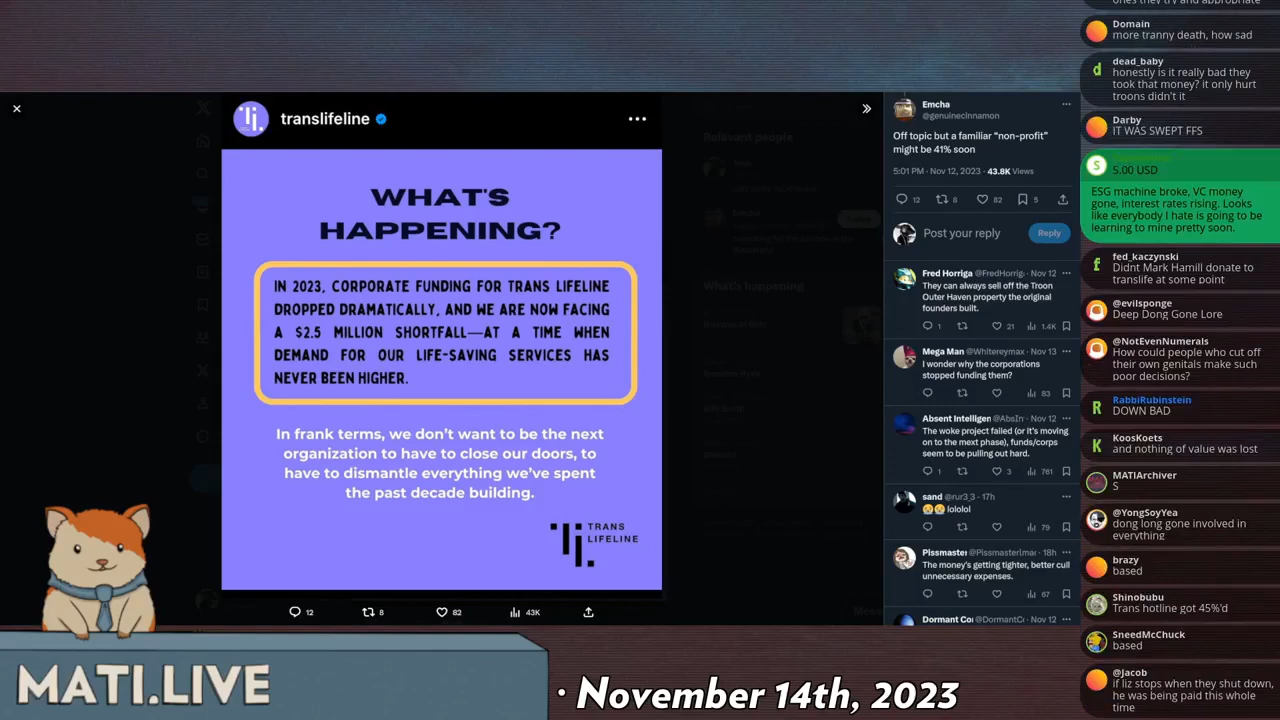 translifeline
WHAT'S
HAPPENING?
IN 2023, CORPORATE FUNDING FOR TRANS LIFELINE
DROPPED DRAMATICALLY, AND WE ARE NOW FACING
A $2.5 MILLION SHORTFALL—AT A TIME WHEN
DEMAND FOR OUR LIFE-SAVING SERVICES HAS
NEVER BEEN HIGHER.
In frank terms, we don't want to be the next
organization to have to close our doors, to
have to dismantle everything we've spent
the past decade building.
TRANS
LIFELINE
12
8
82
43K
Relevant people
What's happening
Emcha
@genuinecinnamon
Off topic but a familiar "non-profit"
might be 41% soon
5:01 PM · Nov 12, 2023 · 43.8K Views
12
8
82
5
Post your reply
Reply
Fred Horriga @FredHorrig · Nov 12
They can always sell off the Troon
Outer Haven property the original
founders built.
1
21
1.4K
Mega Man @Whitereymax · Nov 13
I wonder why the corporations
stopped funding them?
83
Absent Intelligen @AbsIn · Nov 12
The woke project failed (or it's moving
on to the next phase), funds/corps
seem to be pulling out hard.
1
3
761
sand @rur3_3 · 17h
lololol
79
Pissmaster @Pissmaster1mar · 18h
The money's getting tighter, better cull
unnecessary expenses.
67
Dormant Co @DormantC · Nov 12
ones they try and appropriate
Domain
more tranny death, how sad
dead_baby
honestly is it really bad they
took that money? it only hurt
troons didn't it
Darby
IT WAS SWEPT FFS
S
5.00 USD
ESG machine broke, VC money
gone, interest rates rising. Looks
like everybody I hate is going to be
learning to mine pretty soon.
fed_kaczynski
Didnt Mark Hamill donate to
translife at some point
@evilsponge
Deep Dong Gone Lore
@NotEvenNumerals
How could people who cut off
their own genitals make such
poor decisions?
RabbiRubinstein
DOWN BAD
KoosKoets
and nothing of value was lost
MATIArchiver
S
@YongSoyYea
dong long gone involved in
everything
brazy
based
Shinobubu
Trans hotline got 45%'d
SneedMcChuck
based
@Jacob
if liz stops when they shut down,
he was being paid this whole
time
MATI.LIVE
· November 14th, 2023